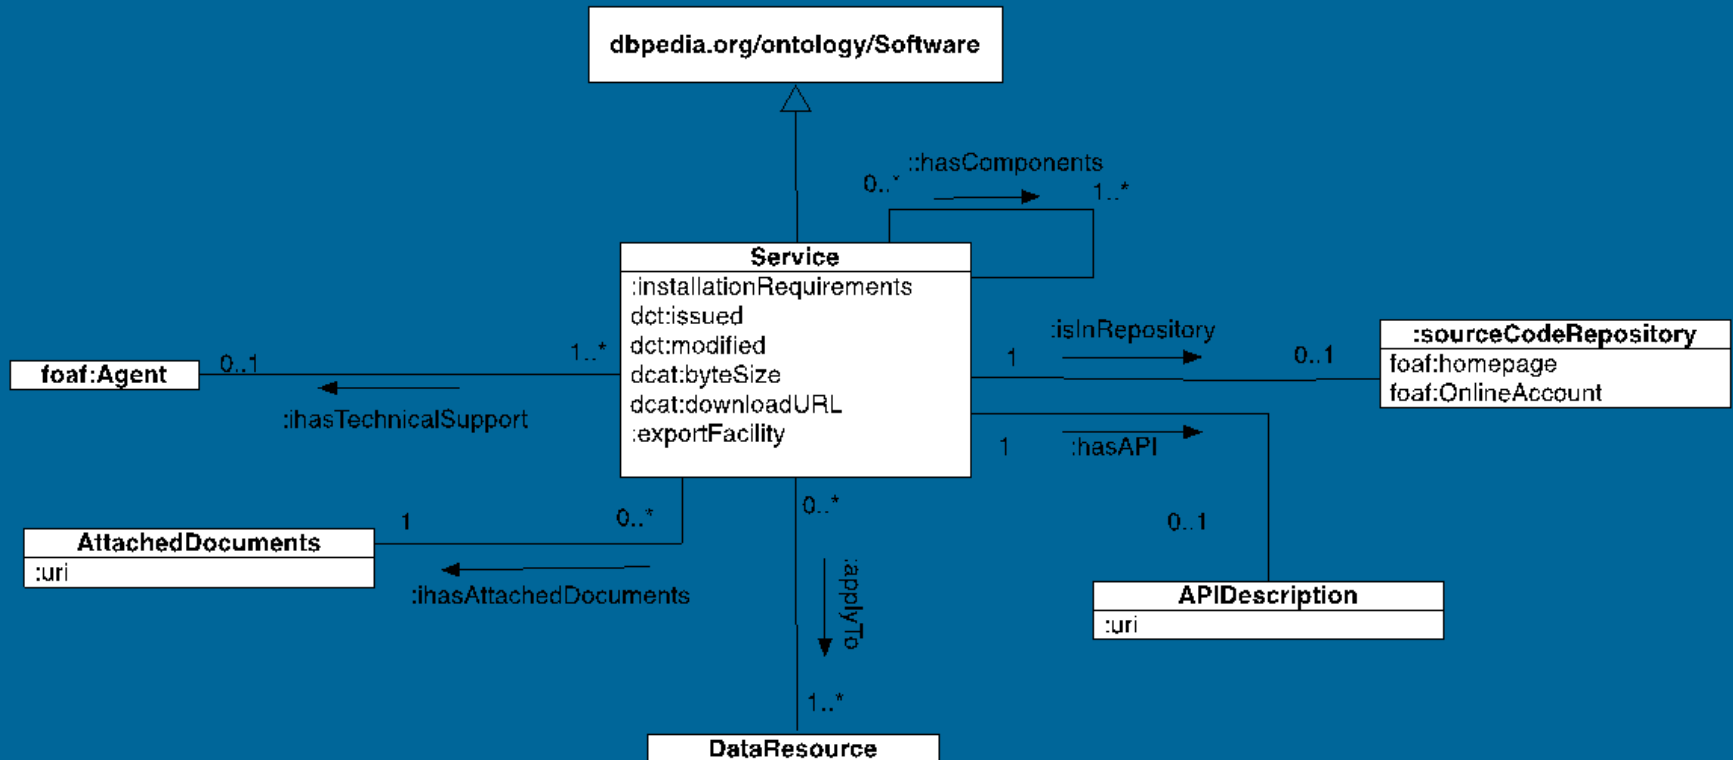 dbpedia.org/ontology/Software
::hasComponents
0..*
1..*
Service
:installationRequirements
dct:issued
dct:modified
dcat:byteSize
dcat:downloadURL
:exportFacility
:isInRepository
1
0..1
:sourceCodeRepository
foaf:homepage
foaf:OnlineAccount
foaf:Agent
0..1
1..*
:ihasTechnicalSupport
1
:hasAPI
0..1
APIDescription
:uri
AttachedDocuments
:uri
1
0..*
:ihasAttachedDocuments
0..*
:applyTo
1..*
DataResource